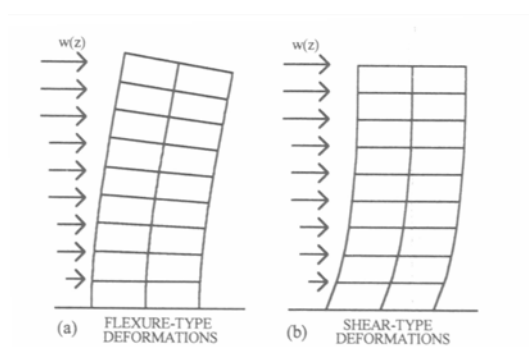 w(z)
w(z)
(a)
FLEXURE-TYPE
DEFORMATIONS
(b)
SHEAR-TYPE
DEFORMATIONS